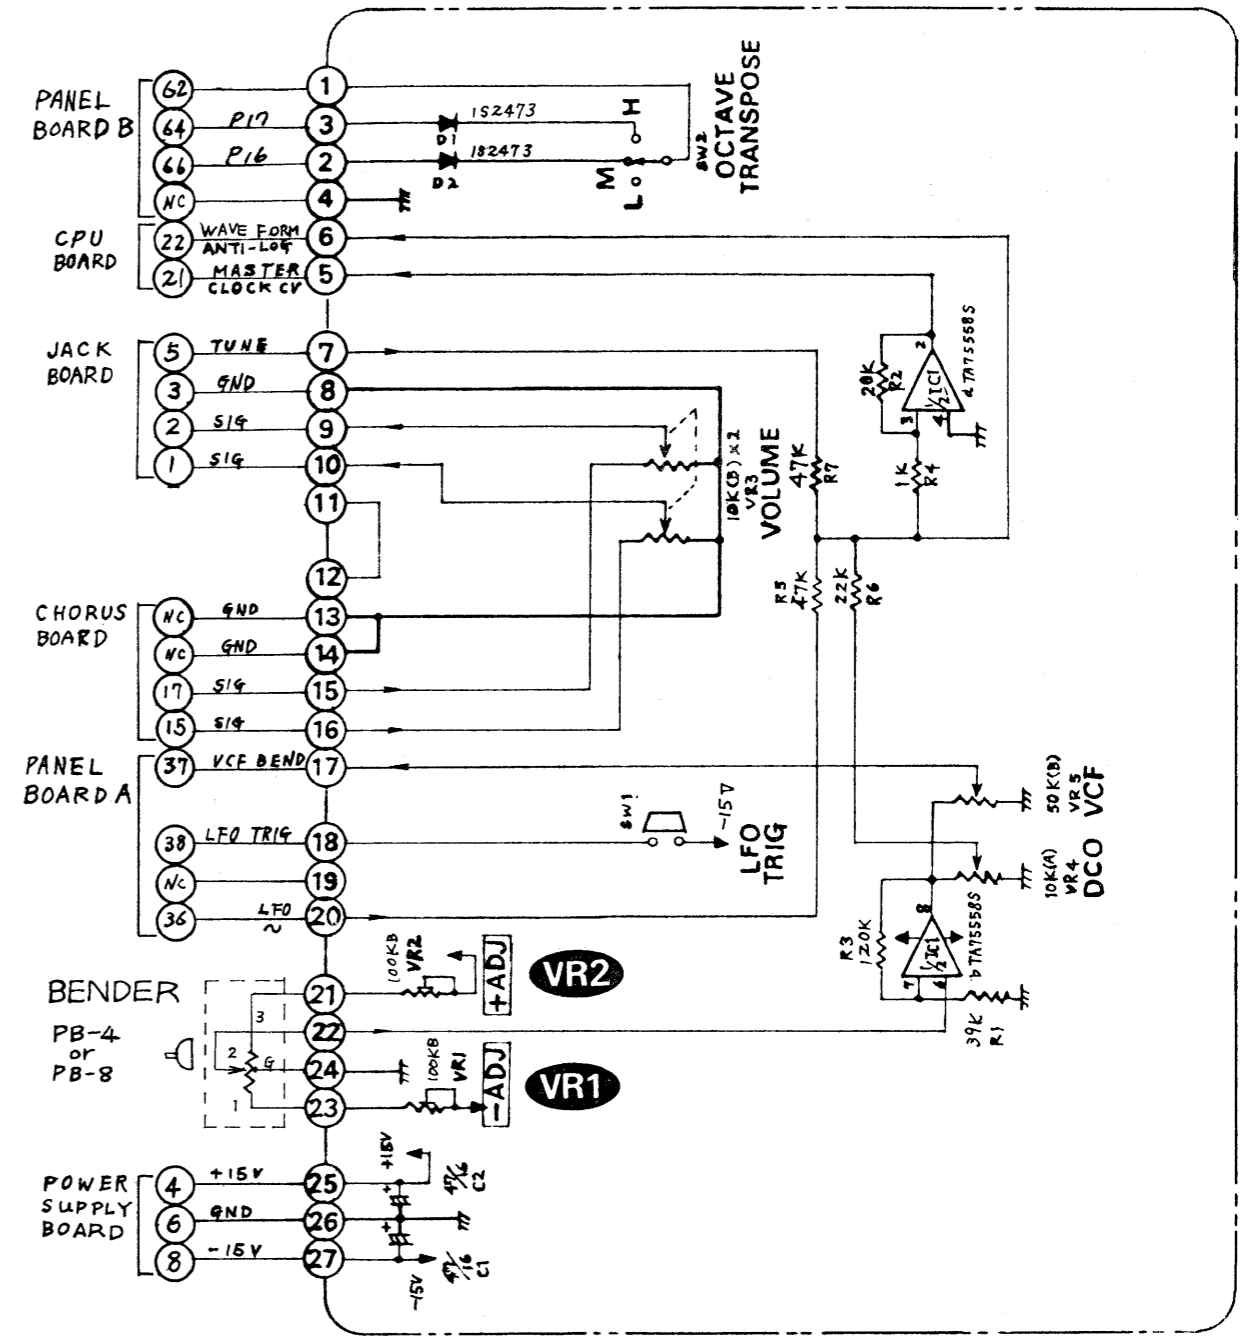 PANEL
BOARD B
62
1
64
P17
3
D1
1S2473
H
66
P16
2
D2
1S2473
M
L
NC
4
SW2
OCTAVE
TRANSPOSE
CPU
BOARD
22
WAVE FORM
ANTI-LOG
6
21
MASTER
CLOCK CV
5
JACK
BOARD
5
TUNE
7
3
GND
8
2
SIG
9
1
SIG
10
11
12
10K(B) x 2
VR3
VOLUME
47K
R7
R2
2
1/2 IC1
a TA75558S
3
4
1K
R4
R5
47K
22K
R6
CHORUS
BOARD
NC
GND
13
NC
GND
14
17
SIG
15
15
SIG
16
PANEL
BOARD A
37
VCF BEND
17
38
LFO TRIG
18
NC
19
36
LFO
~
20
SW1
-15V
LFO
TRIG
50K(B)
VR5
VCF
10K(A)
VR4
DCO
R3
120K
8
1/2 IC1
b TA75558S
7
6
39K
R1
BENDER
PB-4
or
PB-8
3
2
G
1
21
22
24
23
100KB
VR2
+ADJ
VR2
100KB
VR1
-ADJ
VR1
POWER
SUPPLY
BOARD
4
+15V
25
6
GND
26
8
-15V
27
+15V
+
+
47/16
C2
-15V
47/16
C1